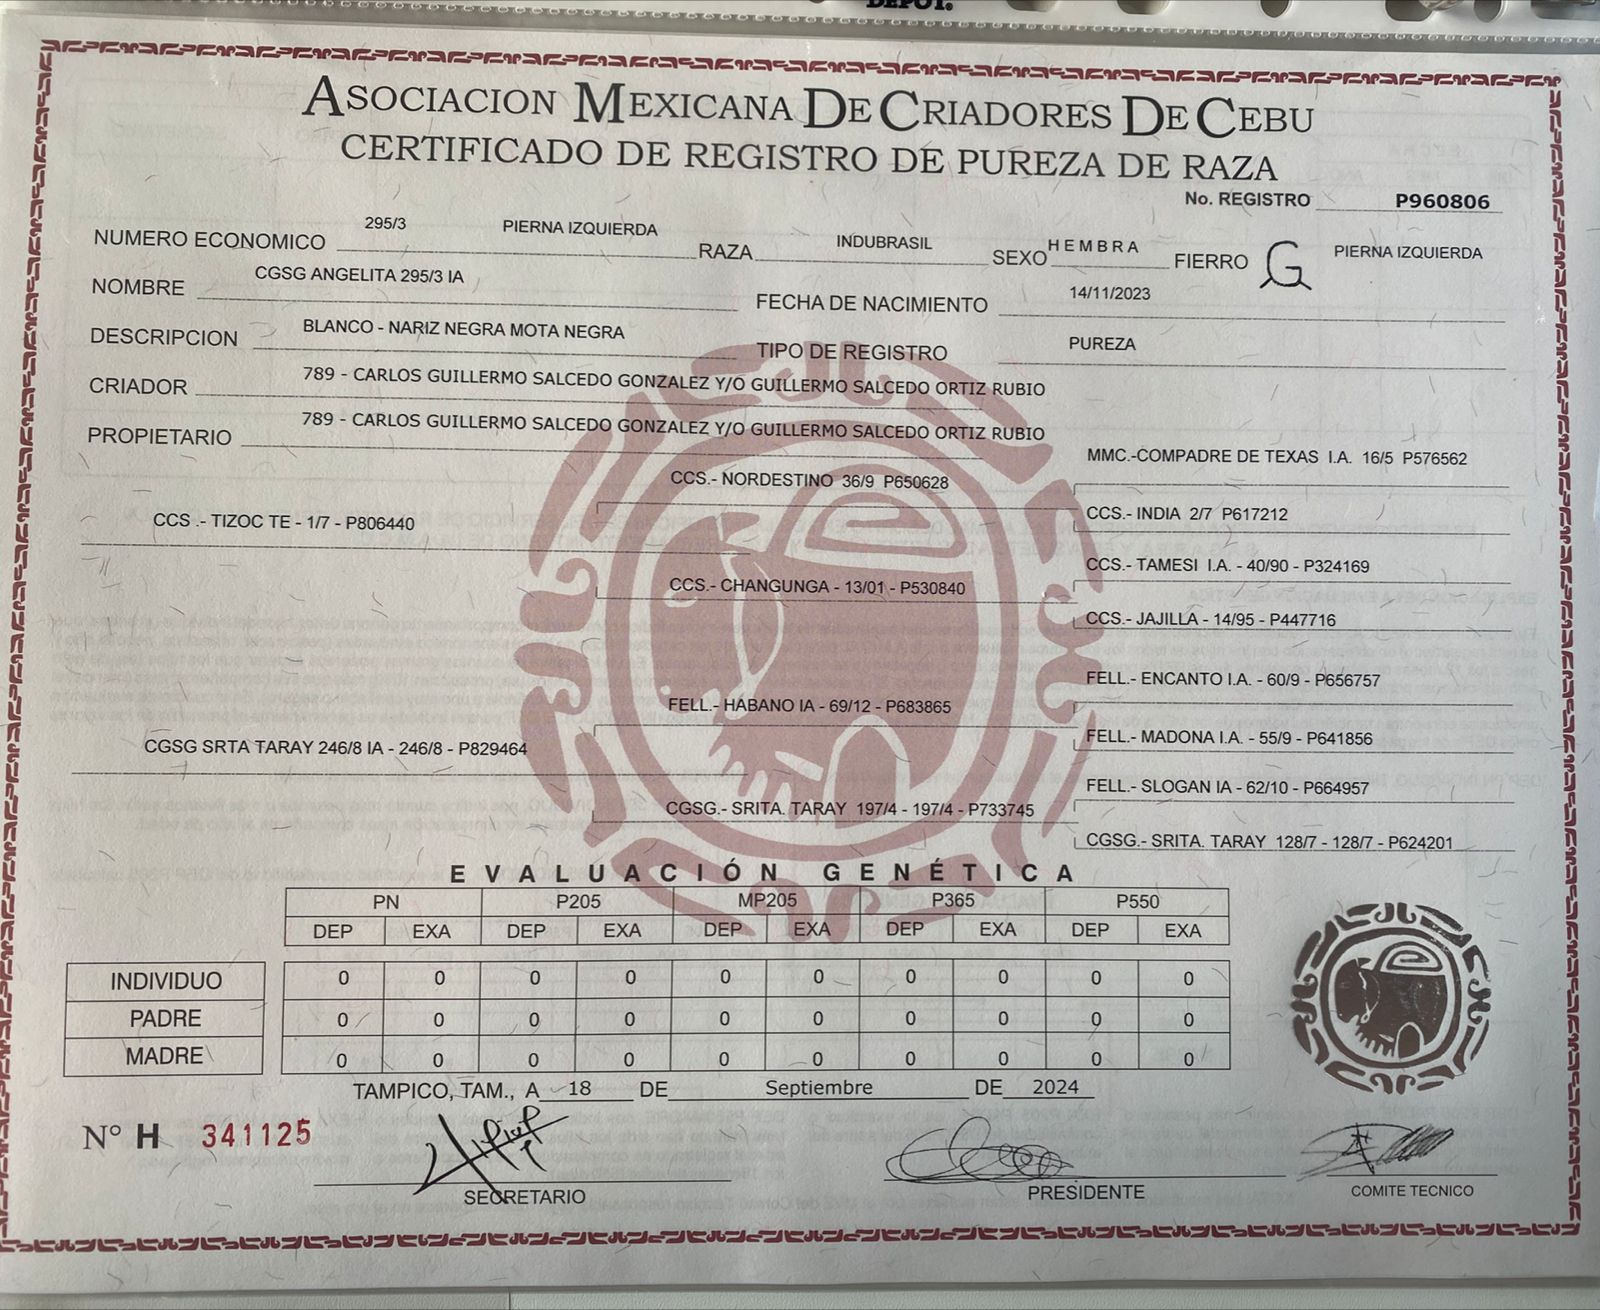 DEPOT.
ASOCIACION MEXICANA DE CRIADORES DE CEBU
CERTIFICADO DE REGISTRO DE PUREZA DE RAZA
No. REGISTRO P960806
NUMERO ECONOMICO 295/3 PIERNA IZQUIERDA RAZA INDUBRASIL SEXO HEMBRA FIERRO G PIERNA IZQUIERDA
NOMBRE CGSG ANGELITA 295/3 IA FECHA DE NACIMIENTO 14/11/2023
DESCRIPCION BLANCO - NARIZ NEGRA MOTA NEGRA TIPO DE REGISTRO PUREZA
CRIADOR 789 - CARLOS GUILLERMO SALCEDO GONZALEZ Y/O GUILLERMO SALCEDO ORTIZ RUBIO
PROPIETARIO 789 - CARLOS GUILLERMO SALCEDO GONZALEZ Y/O GUILLERMO SALCEDO ORTIZ RUBIO
MMC.-COMPADRE DE TEXAS I.A. 16/5 P576562
CCS.- NORDESTINO 36/9 P650628
CCS.- INDIA 2/7 P617212
CCS .- TIZOC TE - 1/7 - P806440
CCS.- TAMESI I.A. - 40/90 - P324169
CCS.- CHANGUNGA - 13/01 - P530840
CCS.- JAJILLA - 14/95 - P447716
FELL.- ENCANTO I.A. - 60/9 - P656757
FELL.- HABANO IA - 69/12 - P683865
FELL.- MADONA I.A. - 55/9 - P641856
CGSG SRTA TARAY 246/8 IA - 246/8 - P829464
FELL.- SLOGAN IA - 62/10 - P664957
CGSG.- SRITA. TARAY 197/4 - 197/4 - P733745
CGSG.- SRITA. TARAY 128/7 - 128/7 - P624201
EVALUACIÓN GENÉTICA
PN P205 MP205 P365 P550
DEP EXA DEP EXA DEP EXA DEP EXA DEP EXA
INDIVIDUO 0 0 0 0 0 0 0 0 0 0
PADRE 0 0 0 0 0 0 0 0 0 0
MADRE 0 0 0 0 0 0 0 0 0 0
TAMPICO, TAM., A 18 DE Septiembre DE 2024
N° H 341125
SECRETARIO PRESIDENTE COMITE TECNICO